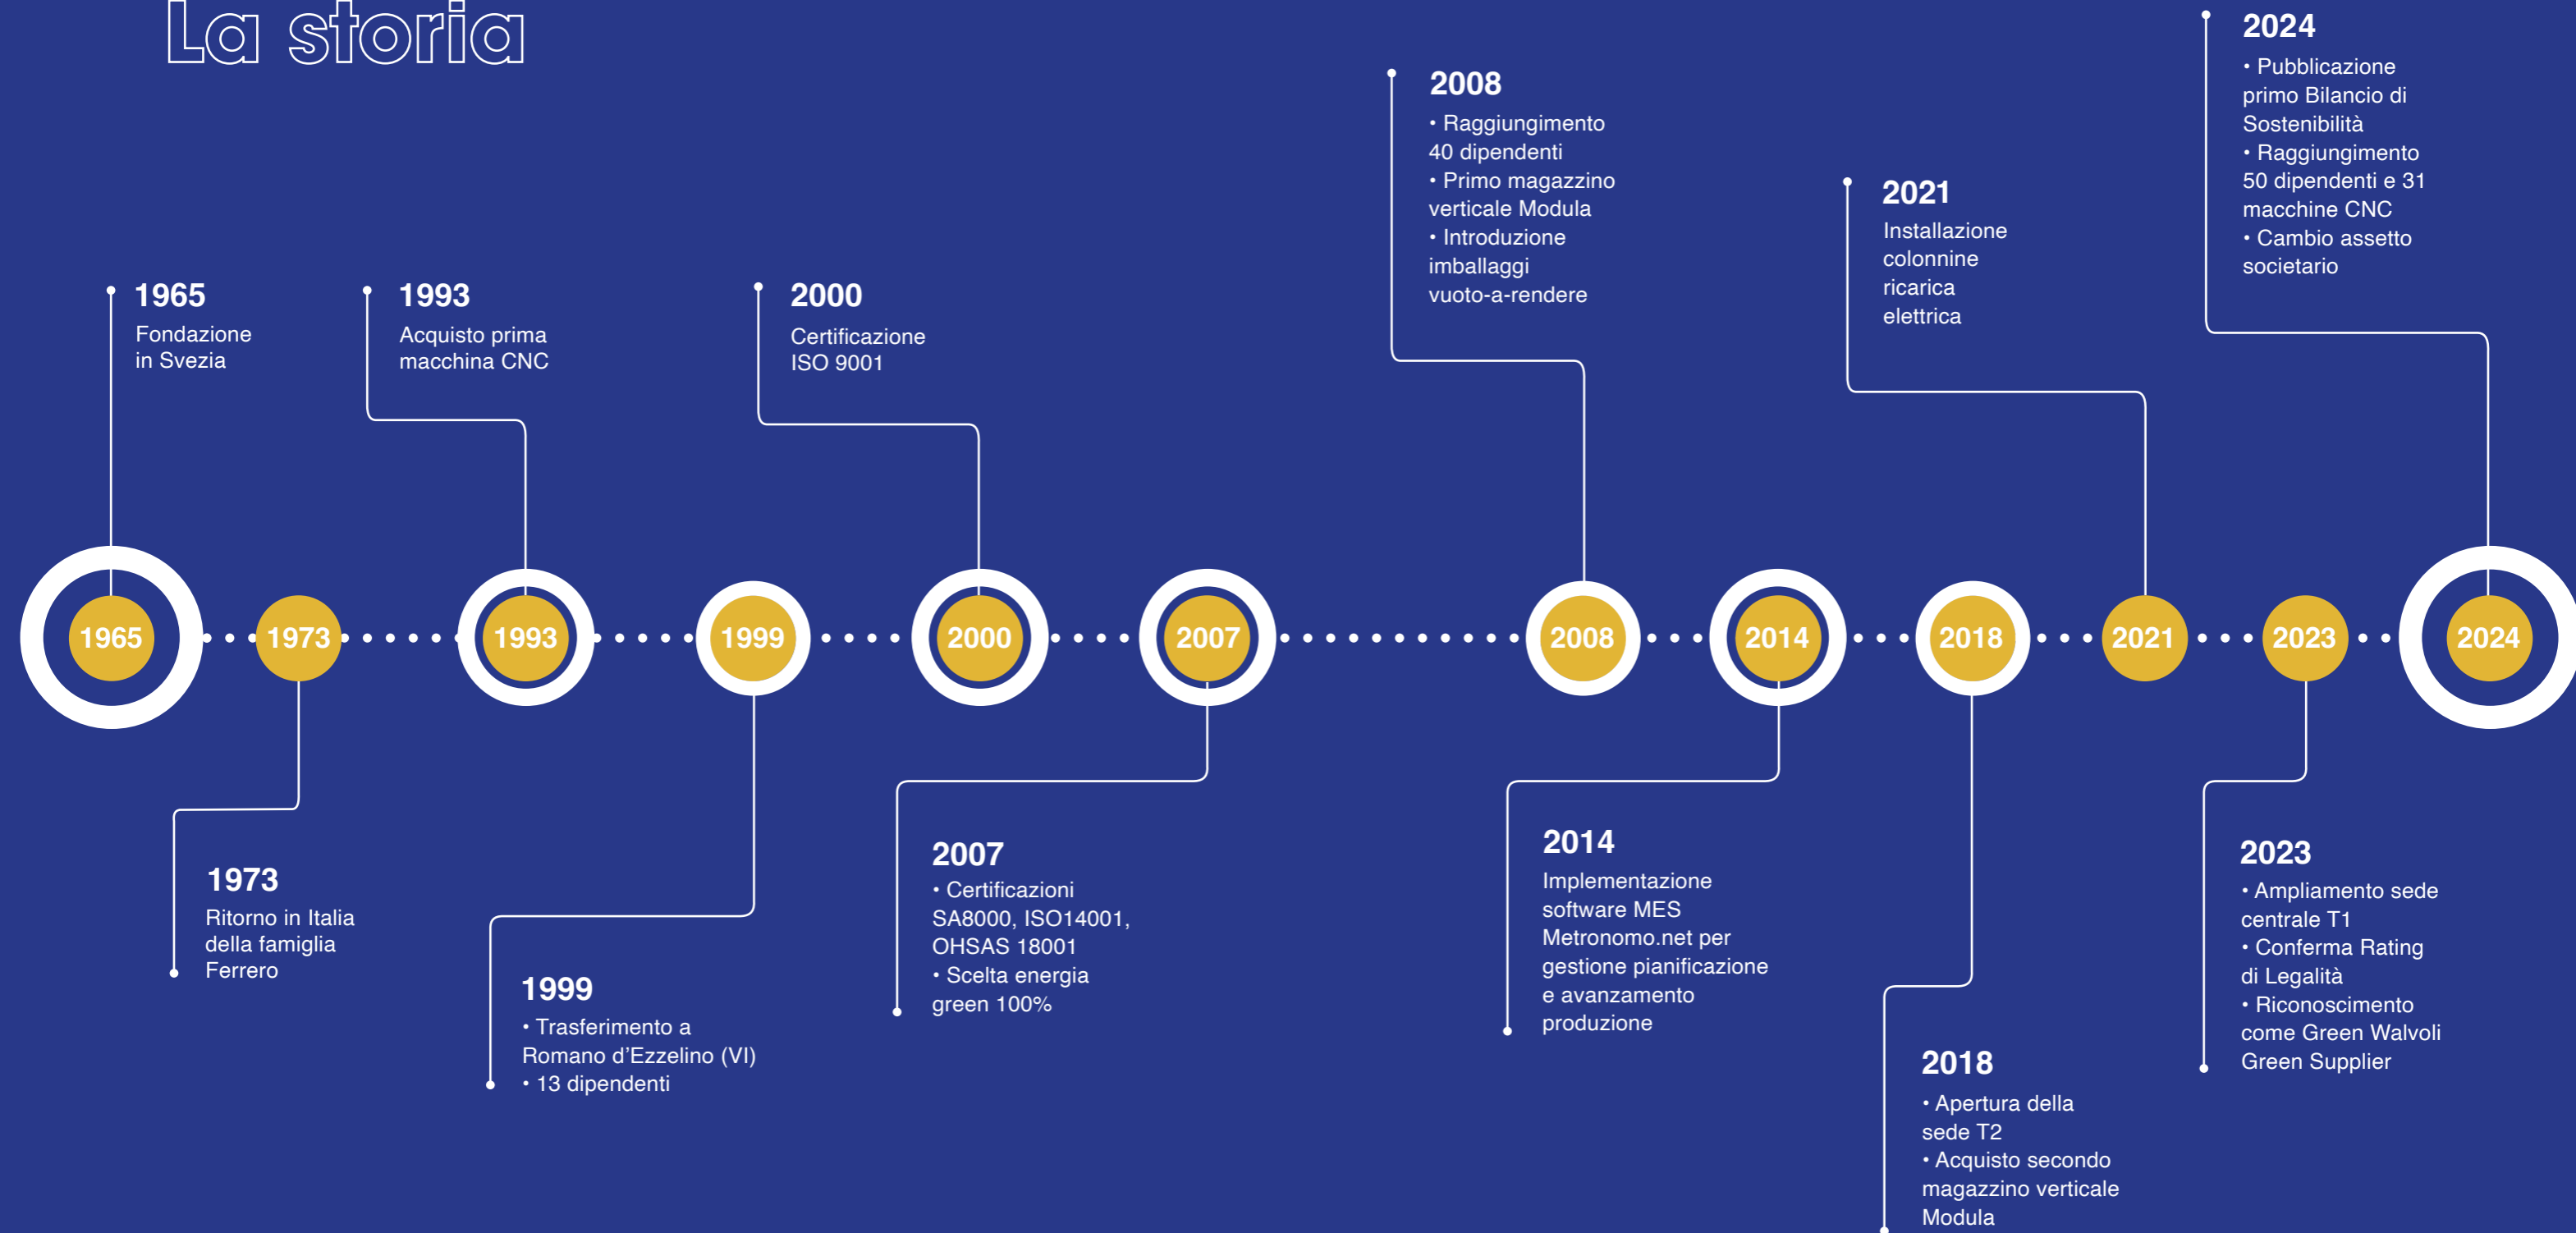 La storia
1965
Fondazione
in Svezia
1993
Acquisto prima
macchina CNC
2000
Certificazione
ISO 9001
2008
• Raggiungimento
40 dipendenti
• Primo magazzino
verticale Modula
• Introduzione
imballaggi
vuoto-a-rendere
2021
Installazione
colonnine
ricarica
elettrica
2024
• Pubblicazione
primo Bilancio di
Sostenibilità
• Raggiungimento
50 dipendenti e 31
macchine CNC
• Cambio assetto
societario
1965 1973 1993 1999 2000 2007 2008 2014 2018 2021 2023 2024
1973
Ritorno in Italia
della famiglia
Ferrero
1999
• Trasferimento a
Romano d'Ezzelino (VI)
• 13 dipendenti
2007
• Certificazioni
SA8000, ISO14001,
OHSAS 18001
• Scelta energia
green 100%
2014
Implementazione
software MES
Metronomo.net per
gestione pianificazione
e avanzamento
produzione
2018
• Apertura della
sede T2
• Acquisto secondo
magazzino verticale
Modula
2023
• Ampliamento sede
centrale T1
• Conferma Rating
di Legalità
• Riconoscimento
come Green Walvoli
Green Supplier